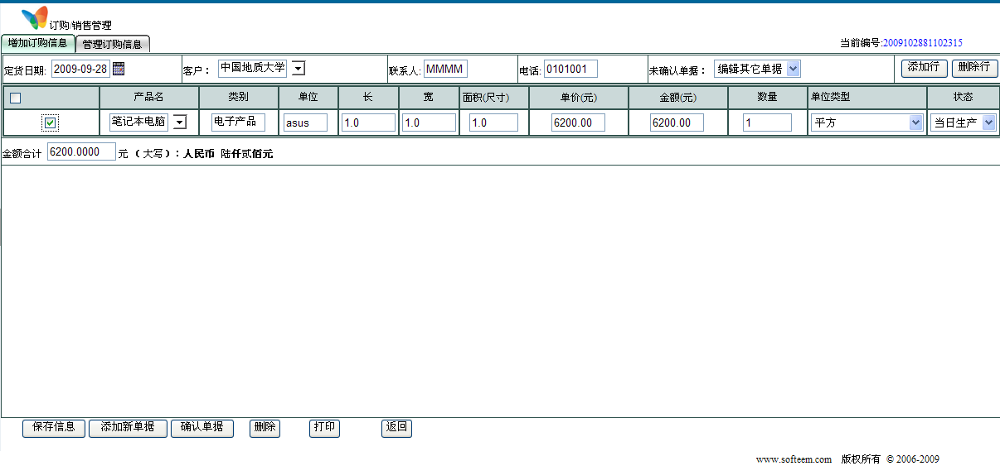 订购/销售管理
增加订购信息 管理订购信息 当前编号:2009102881102315
定货日期: 2009-09-28 客户： 中国地质大学 联系人: MMMM 电话: 0101001 未确认单据： 编辑其它单据 添加行 删除行
产品名 类别 单位 长 宽 面积(尺寸) 单价(元) 金额(元) 数量 单位类型 状态
笔记本电脑 电子产品 asus 1.0 1.0 1.0 6200.00 6200.00 1 平方 当日生产
金额合计 6200.0000 元 （大写）：人民币 陆仟贰佰元
保存信息 添加新单据 确认单据 删除 打印 返回
www.softeem.com 版权所有 © 2006-2009